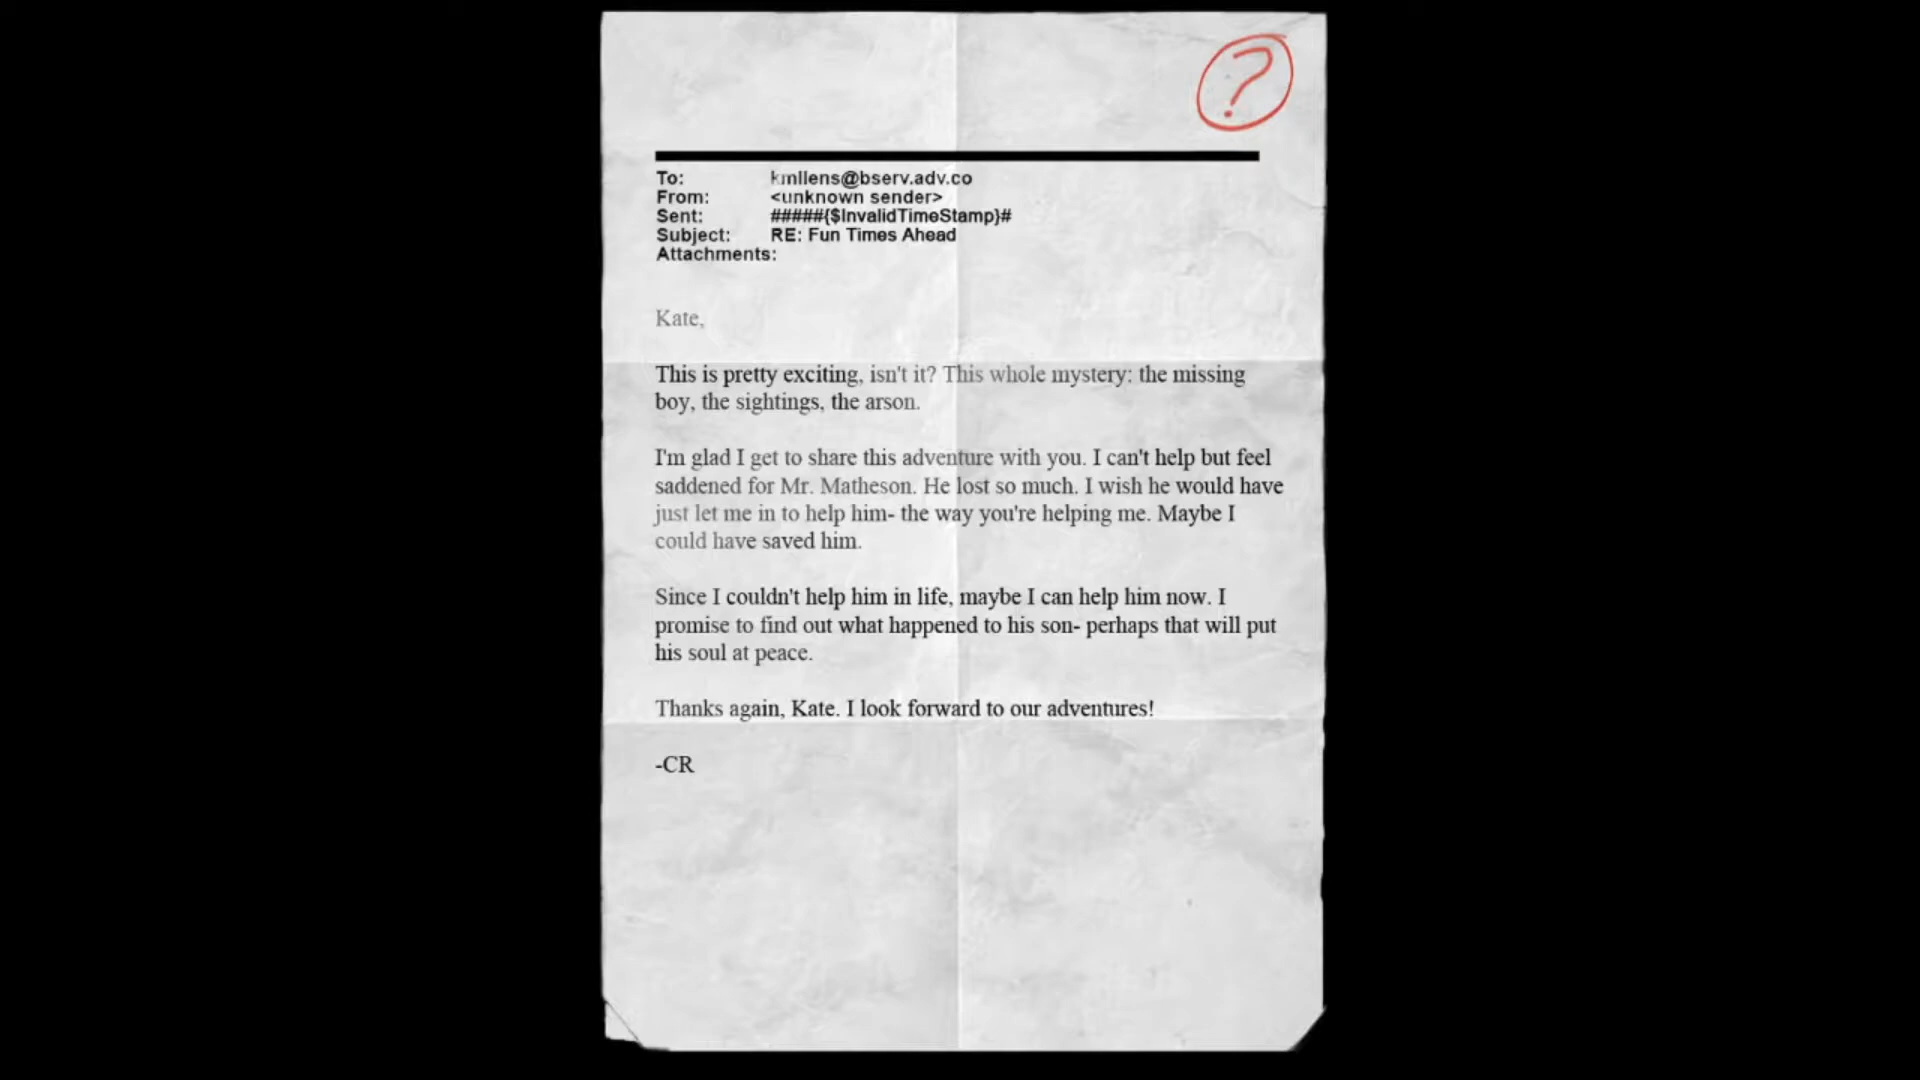 ?
To: kmllens@bserv.adv.co
From: <unknown sender>
Sent: #####{$InvalidTimeStamp}#
Subject: RE: Fun Times Ahead
Attachments:
Kate,
This is pretty exciting, isn't it? This whole mystery: the missing
boy, the sightings, the arson.
I'm glad I get to share this adventure with you. I can't help but feel
saddened for Mr. Matheson. He lost so much. I wish he would have
just let me in to help him- the way you're helping me. Maybe I
could have saved him.
Since I couldn't help him in life, maybe I can help him now. I
promise to find out what happened to his son- perhaps that will put
his soul at peace.
Thanks again, Kate. I look forward to our adventures!
-CR